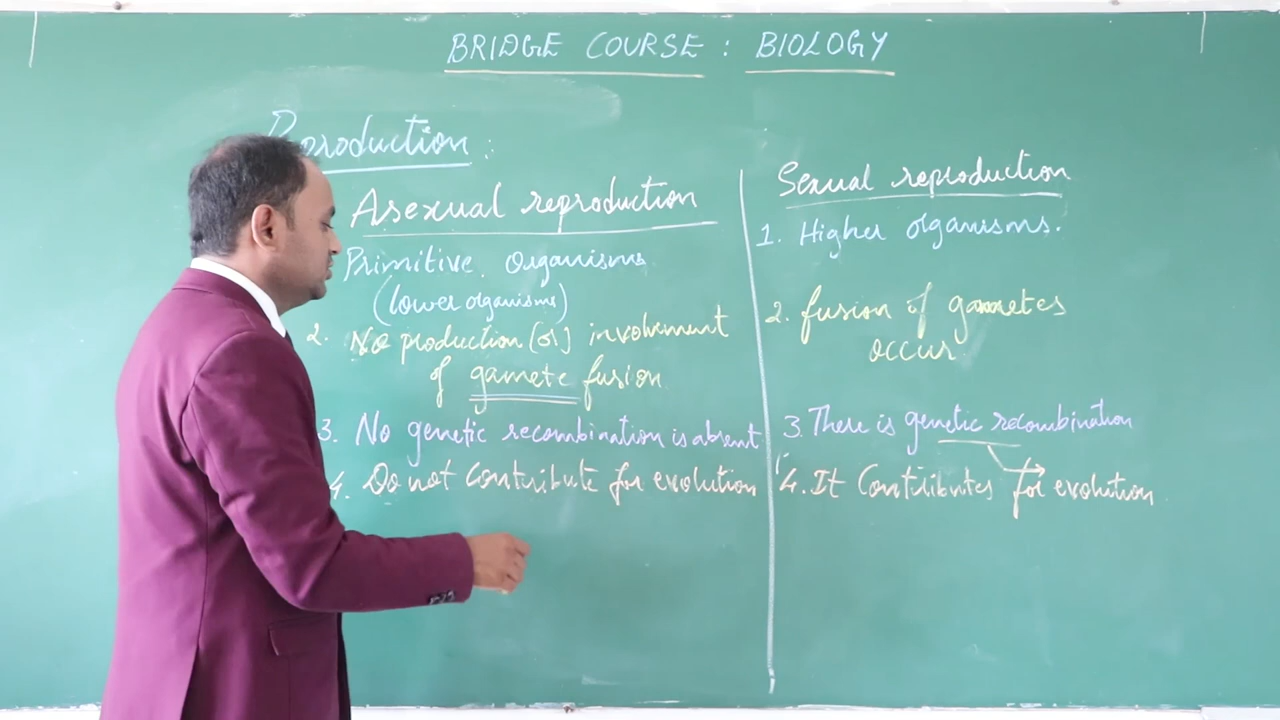 BRIDGE COURSE : BIOLOGY
Reproduction :
Asexual reproduction
Primitive organisms
(lower organisms)
2. No production (or) involvement
of gamete fusion
3. No genetic recombination is absent
4. Do not contribute for evolution
Sexual reproduction
1. Higher organisms.
2. fusion of gametes
occur.
3. There is genetic recombination
4. It Contributes for evolution